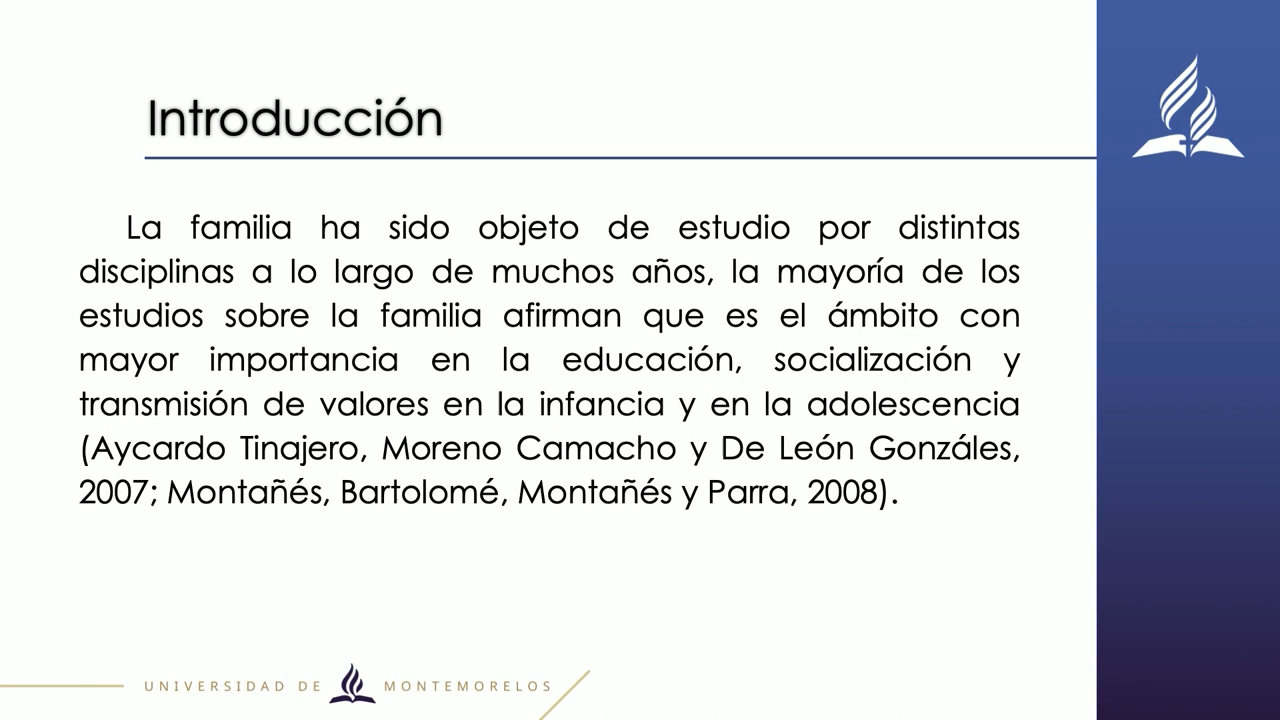 Introducción
La familia ha sido objeto de estudio por distintas
disciplinas a lo largo de muchos años, la mayoría de los
estudios sobre la familia afirman que es el ámbito con
mayor importancia en la educación, socialización y
transmisión de valores en la infancia y en la adolescencia
(Aycardo Tinajero, Moreno Camacho y De León Gonzáles,
2007; Montañés, Bartolomé, Montañés y Parra, 2008).
UNIVERSIDAD DE MONTEMORELOS